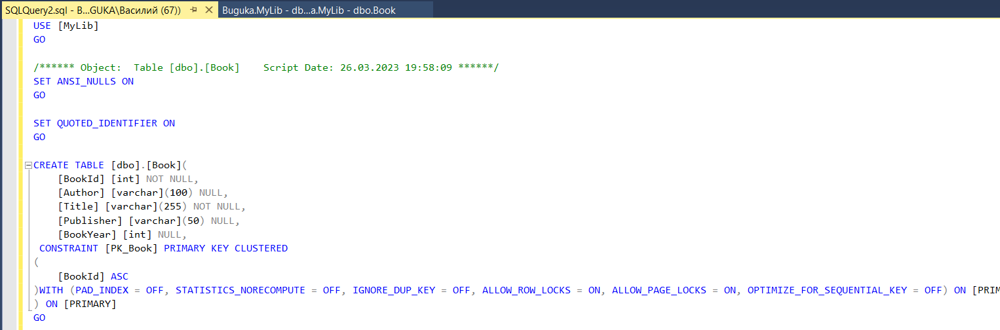 SQLQuery2.sql - B...GUKA\Василий (67))
Buguka.MyLib - db...a.MyLib - dbo.Book
USE [MyLib]
GO
/****** Object:  Table [dbo].[Book]    Script Date: 26.03.2023 19:58:09 ******/
SET ANSI_NULLS ON
GO
SET QUOTED_IDENTIFIER ON
GO
CREATE TABLE [dbo].[Book](
[BookId] [int] NOT NULL,
[Author] [varchar](100) NULL,
[Title] [varchar](255) NOT NULL,
[Publisher] [varchar](50) NULL,
[BookYear] [int] NULL,
CONSTRAINT [PK_Book] PRIMARY KEY CLUSTERED
(
[BookId] ASC
)WITH (PAD_INDEX = OFF, STATISTICS_NORECOMPUTE = OFF, IGNORE_DUP_KEY = OFF, ALLOW_ROW_LOCKS = ON, ALLOW_PAGE_LOCKS = ON, OPTIMIZE_FOR_SEQUENTIAL_KEY = OFF) ON [PRIM
) ON [PRIMARY]
GO